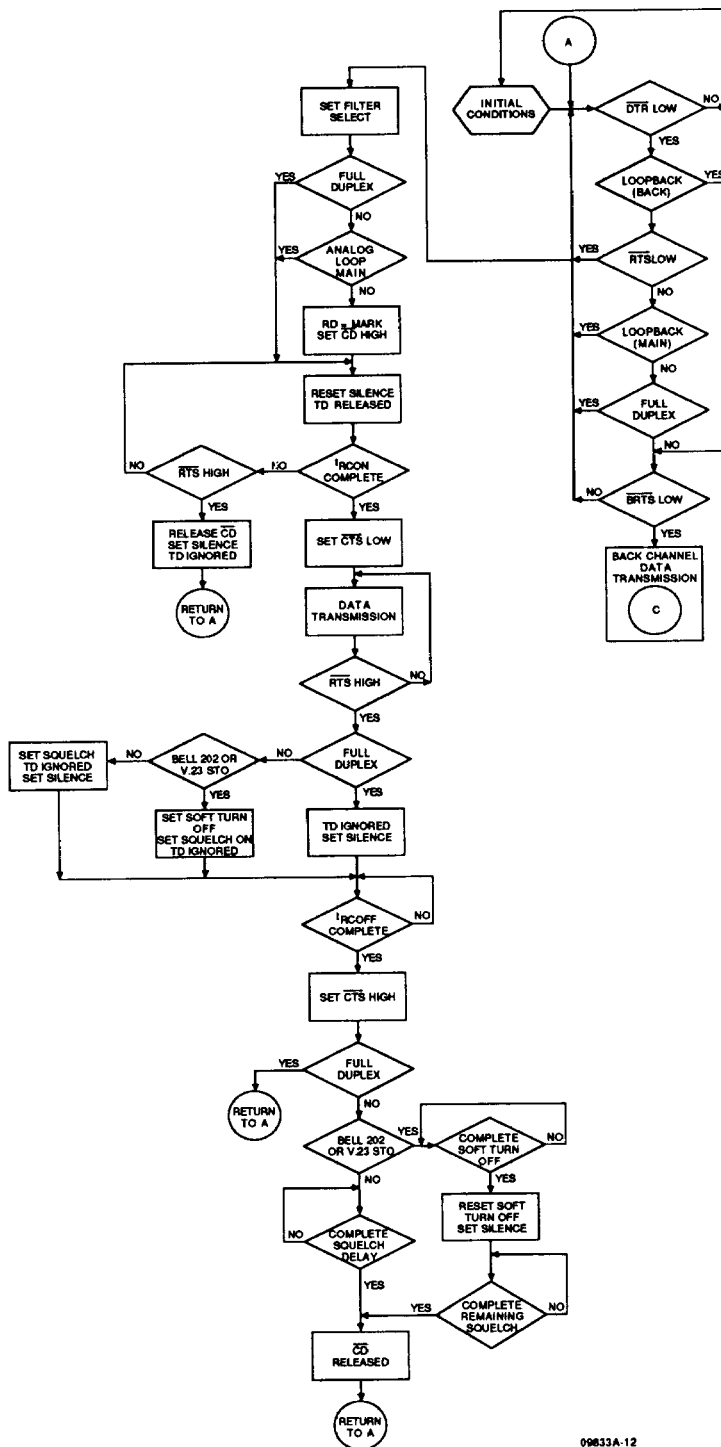 A
INITIAL
CONDITIONS
DTR LOW
NO
YES
LOOPBACK
(BACK)
YES
RTSLOW
YES
NO
LOOPBACK
(MAIN)
YES
NO
FULL
DUPLEX
YES
NO
BRTS LOW
NO
YES
BACK CHANNEL
DATA
TRANSMISSION
C
SET FILTER
SELECT
FULL
DUPLEX
YES
NO
ANALOG
LOOP
MAIN
YES
NO
RD = MARK
SET CD HIGH
RESET SILENCE
TD RELEASED
tRCON
COMPLETE
NO
YES
RTS HIGH
NO
YES
RELEASE CD
SET SILENCE
TD IGNORED
RETURN
TO A
SET CTS LOW
DATA
TRANSMISSION
RTS HIGH
NO
YES
FULL
DUPLEX
NO
YES
BELL 202 OR
V.23 STO
NO
YES
SET SQUELCH
TD IGNORED
SET SILENCE
SET SOFT TURN
OFF
SET SQUELCH ON
TD IGNORED
TD IGNORED
SET SILENCE
tRCOFF
COMPLETE
NO
YES
SET CTS HIGH
FULL
DUPLEX
YES
NO
RETURN
TO A
BELL 202
OR V.23 STO
YES
NO
COMPLETE
SOFT TURN
OFF
NO
YES
RESET SOFT
TURN OFF
SET SILENCE
COMPLETE
SQUELCH
DELAY
NO
YES
COMPLETE
REMAINING
SQUELCH
NO
YES
CD
RELEASED
RETURN
TO A
09833A-12